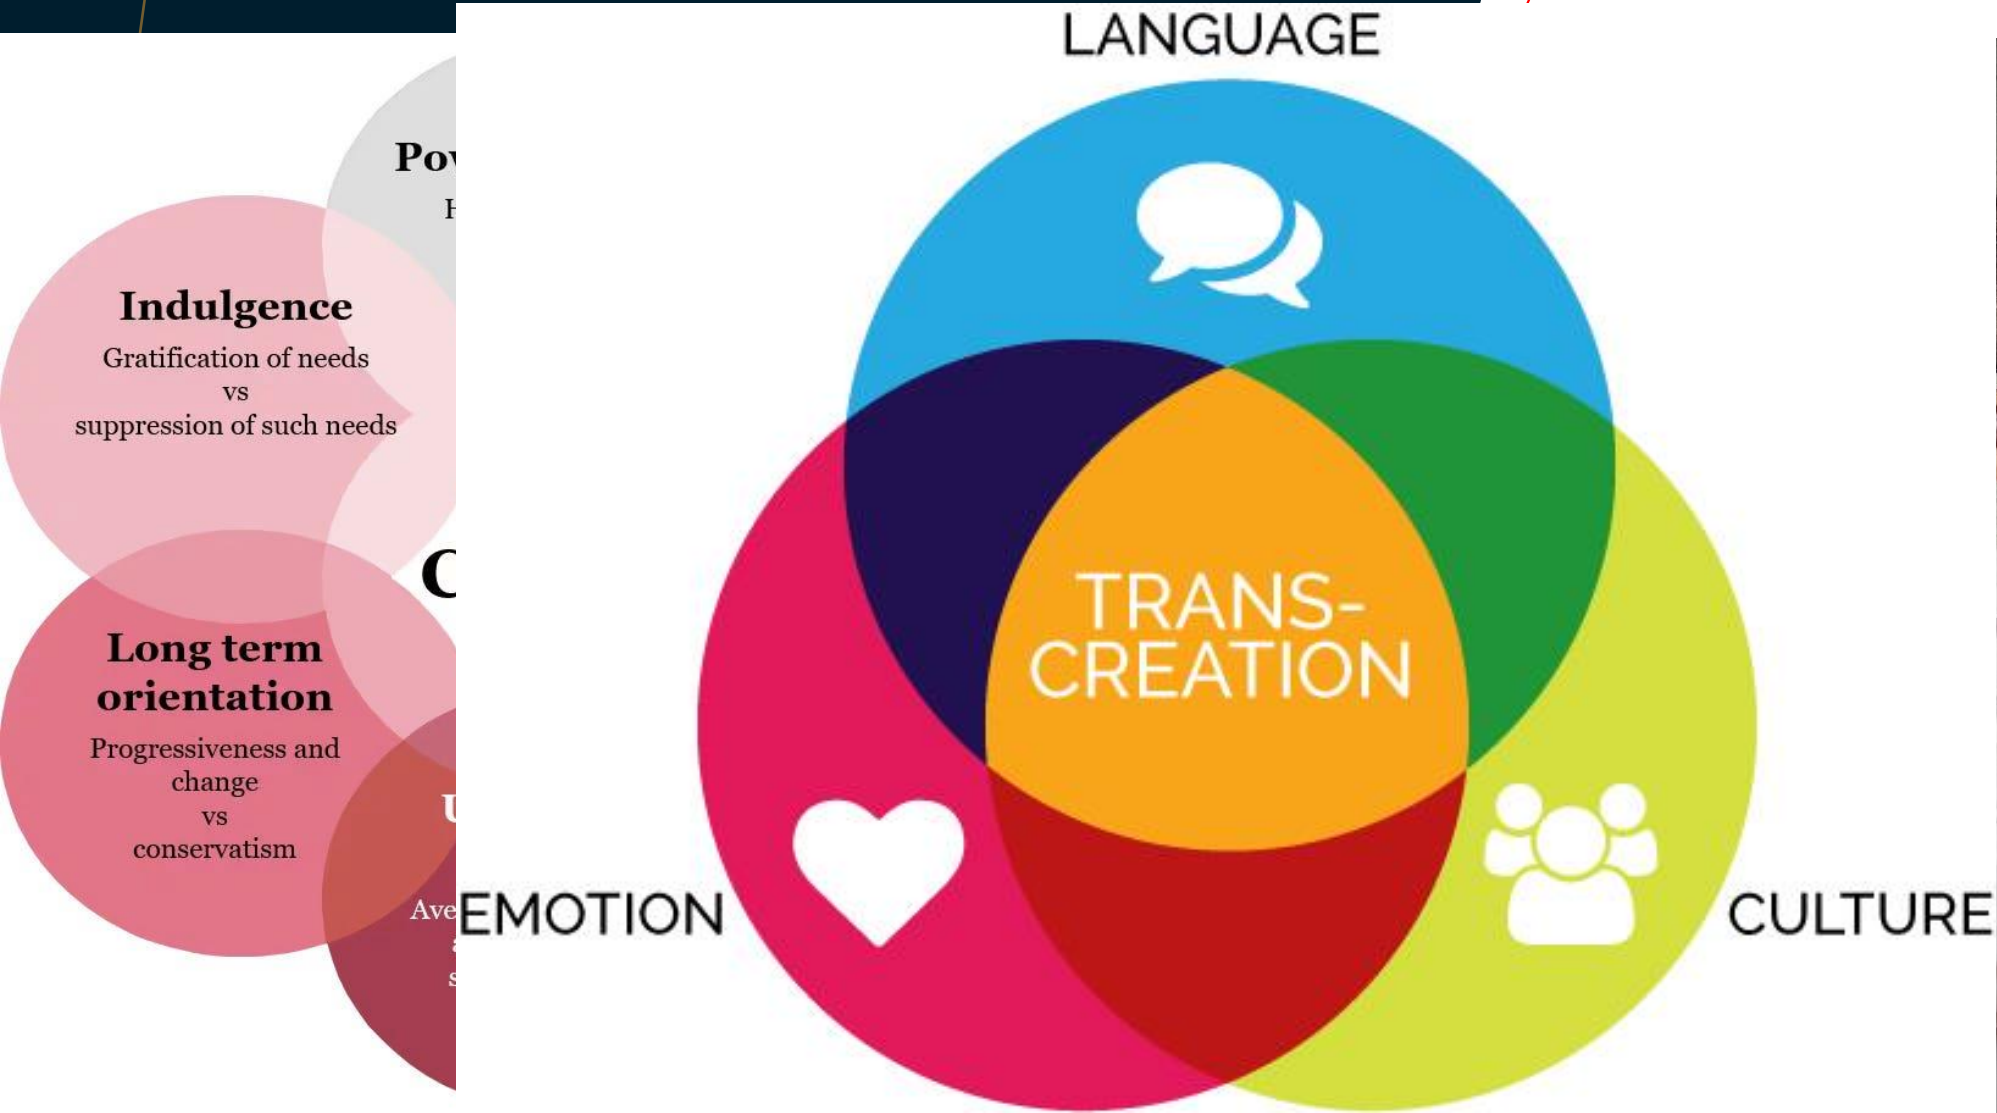 Indulgence
Gratification of needs
vs
suppression of such needs
Long term
orientation
Progressiveness and
change
vs
conservatism
LANGUAGE
TRANS-
CREATION
EMOTION
CULTURE